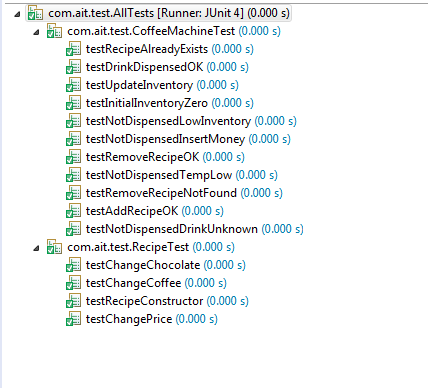 com.ait.test.AllTests [Runner: JUnit 4] (0.000 s)
com.ait.test.CoffeeMachineTest (0.000 s)
testRecipeAlreadyExists (0.000 s)
testDrinkDispensedOK (0.000 s)
testUpdateInventory (0.000 s)
testInitialInventoryZero (0.000 s)
testNotDispensedLowInventory (0.000 s)
testNotDispensedInsertMoney (0.000 s)
testRemoveRecipeOK (0.000 s)
testNotDispensedTempLow (0.000 s)
testRemoveRecipeNotFound (0.000 s)
testAddRecipeOK (0.000 s)
testNotDispensedDrinkUnknown (0.000 s)
com.ait.test.RecipeTest (0.000 s)
testChangeChocolate (0.000 s)
testChangeCoffee (0.000 s)
testRecipeConstructor (0.000 s)
testChangePrice (0.000 s)